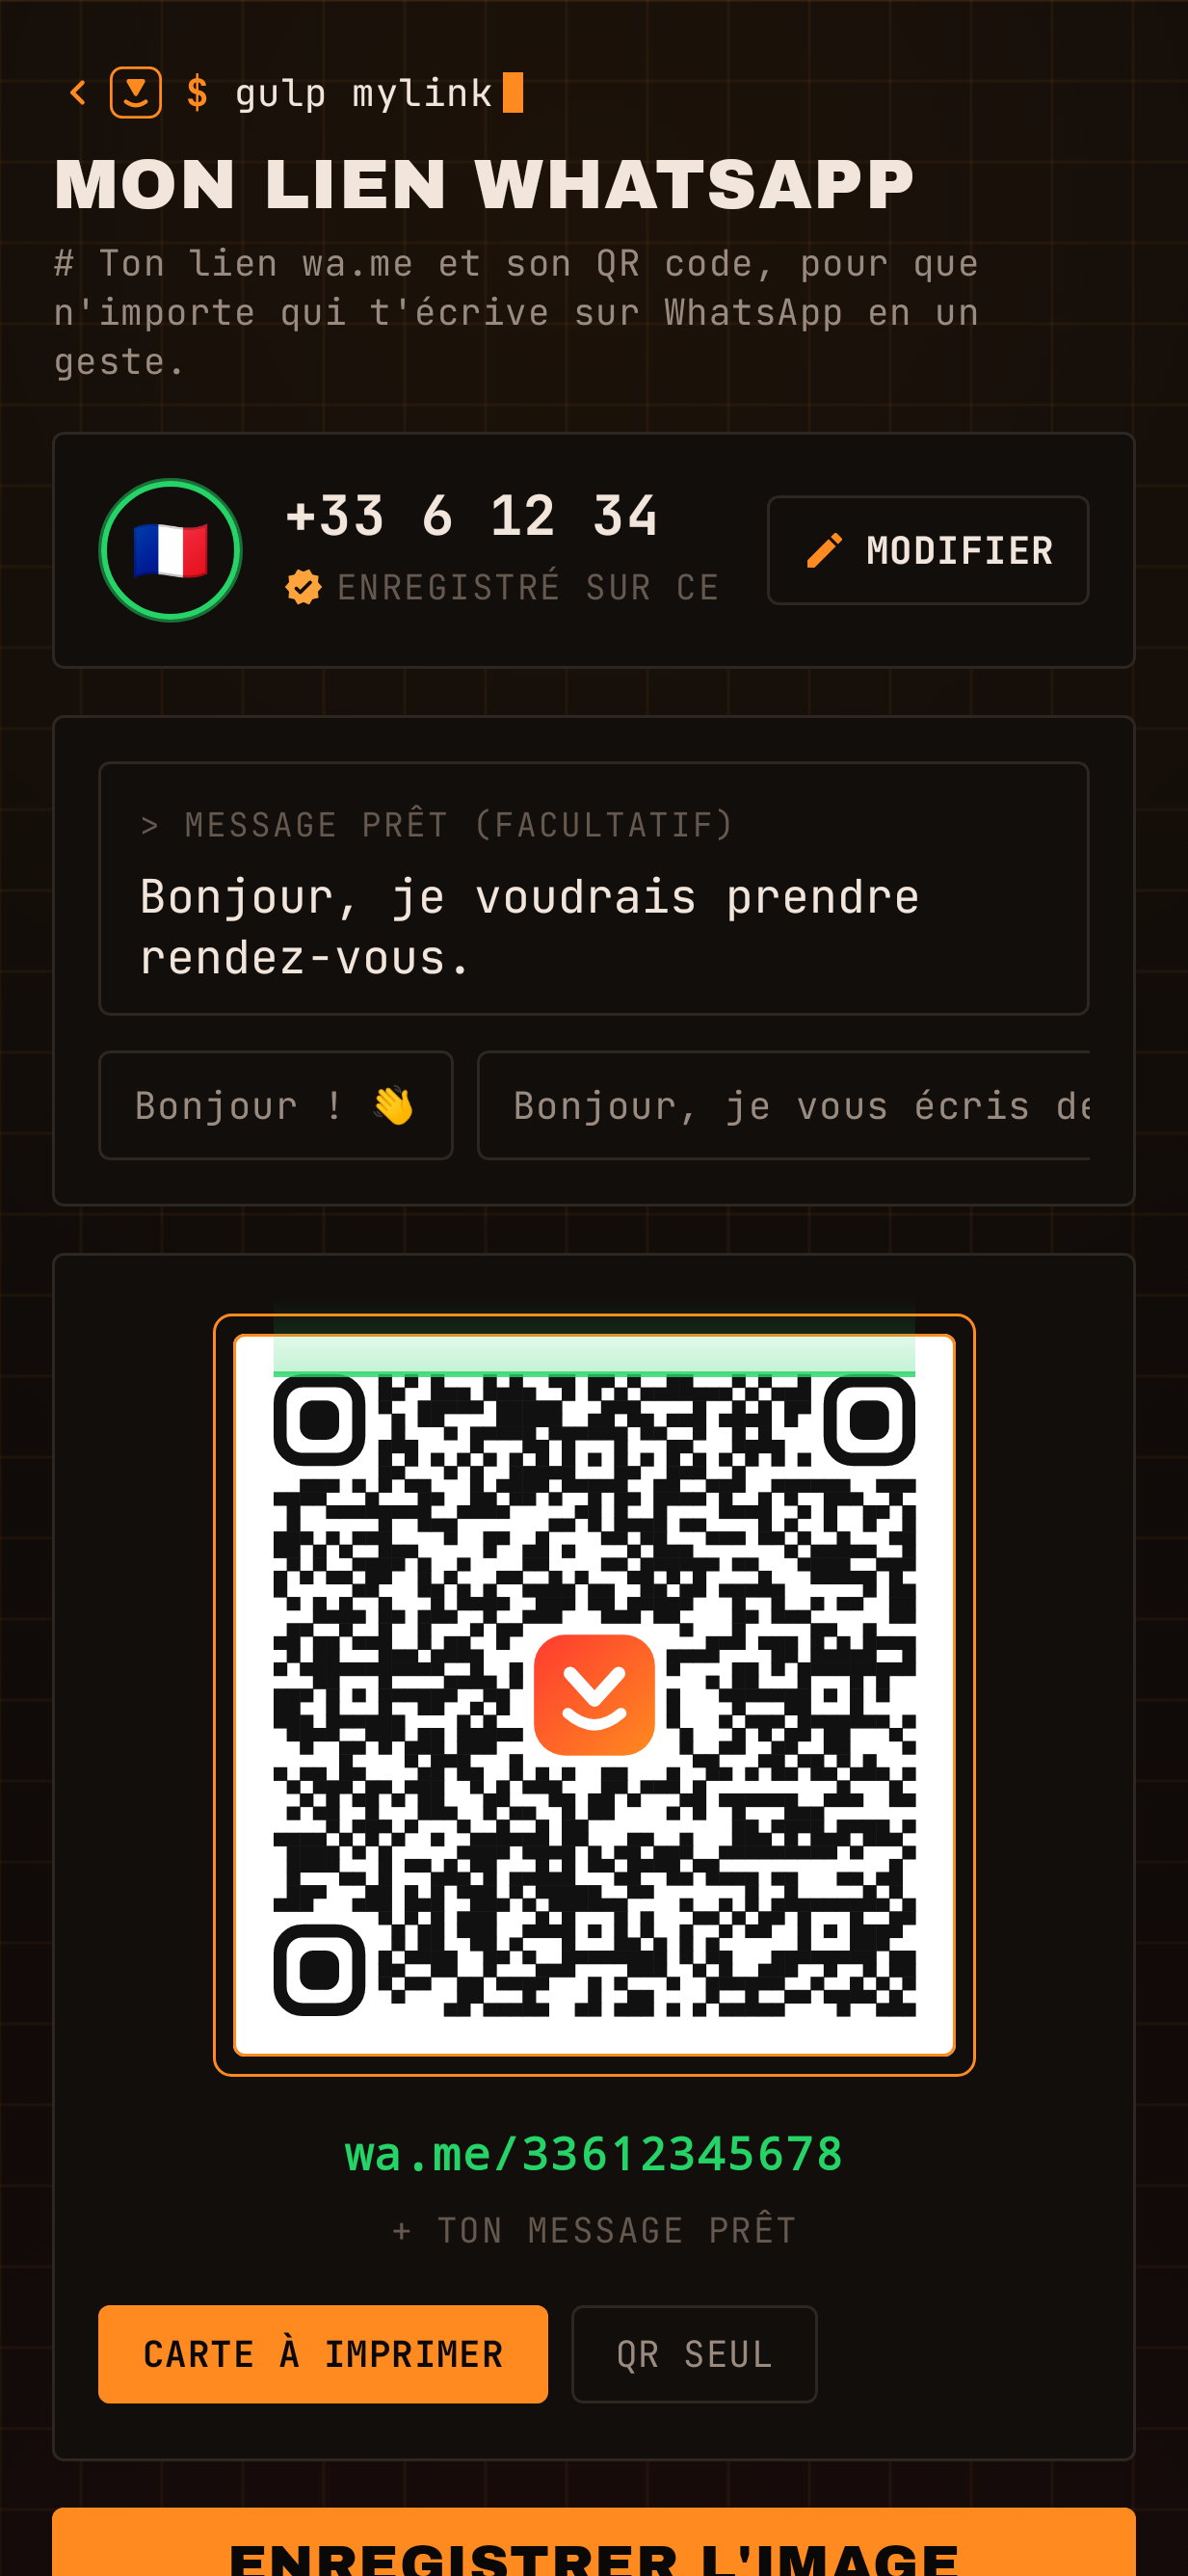 $ gulp mylink
MON LIEN WHATSAPP
# Ton lien wa.me et son QR code, pour que
n'importe qui t'écrive sur WhatsApp en un
geste.
+33 6 12 34
ENREGISTRÉ SUR CE
MODIFIER
> MESSAGE PRÊT (FACULTATIF)
Bonjour, je voudrais prendre
rendez-vous.
Bonjour ! 👋
Bonjour, je vous écris de
wa.me/33612345678
+ TON MESSAGE PRÊT
CARTE À IMPRIMER
QR SEUL
ENREGISTRER L'IMAGE